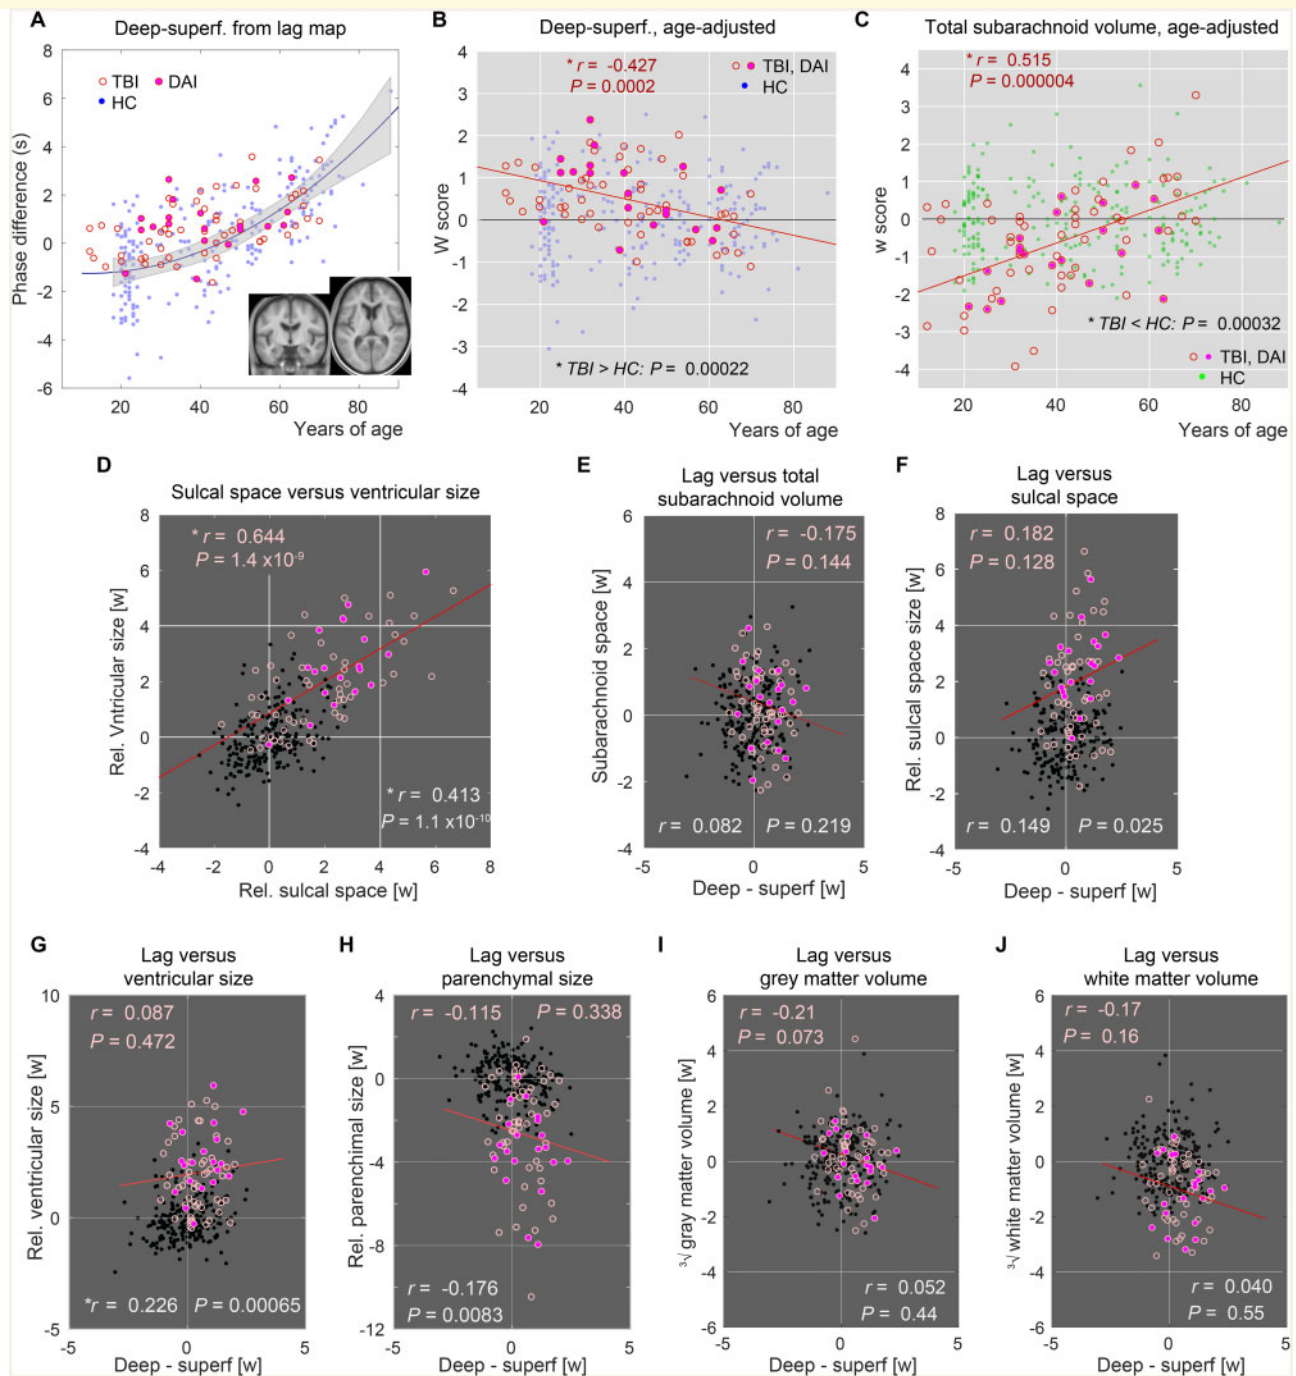 A
Deep-superf. from lag map
TBI
DAI
HC
Phase difference (s)
8
6
4
2
0
-2
-4
-6
20
40
60
80
Years of age
B
Deep-superf., age-adjusted
* r = -0.427
P = 0.0002
TBI, DAI
HC
W score
4
3
2
1
0
-1
-2
-3
-4
* TBI > HC: P = 0.00022
20
40
60
80
Years of age
C
Total subarachnoid volume, age-adjusted
* r = 0.515
P = 0.000004
w score
4
3
2
1
0
-1
-2
-3
-4
* TBI < HC: P = 0.00032
TBI, DAI
HC
20
40
60
80
Years of age
D
Sulcal space versus ventricular size
* r = 0.644
P = 1.4 x10-9
Rel. Vntricular size [w]
8
6
4
2
0
-2
-4
* r = 0.413
P = 1.1 x10-10
-4
-2
0
2
4
6
8
Rel. sulcal space [w]
E
Lag versus total
subarachnoid volume
r = -0.175
P = 0.144
Subarachnoid space [w]
6
4
2
0
-2
-4
r = 0.082 P = 0.219
-5
0
5
Deep - superf [w]
F
Lag versus
sulcal space
r = 0.182
P = 0.128
Rel. sulcal space size [w]
8
6
4
2
0
-2
-4
r = 0.149 P = 0.025
-5
0
5
Deep - superf [w]
G
Lag versus
ventricular size
r = 0.087
P = 0.472
Rel. ventricular size [w]
10
5
0
-5
*r = 0.226 P = 0.00065
-5
0
5
Deep - superf [w]
H
Lag versus
parenchymal size
r = -0.115 P = 0.338
Rel. parenchimal size [w]
4
0
-4
-8
-12
r = -0.176
P = 0.0083
-5
0
5
Deep - superf [w]
I
Lag versus
grey matter volume
r = -0.21
P = 0.073
3√ gray matter volume [w]
6
4
2
0
-2
-4
-6
r = 0.052
P = 0.44
-5
0
5
Deep - superf [w]
J
Lag versus
white matter volume
r = -0.17
P = 0.16
3√ white matter volume [w]
6
4
2
0
-2
-4
-6
r = 0.040
P = 0.55
-5
0
5
Deep - superf [w]